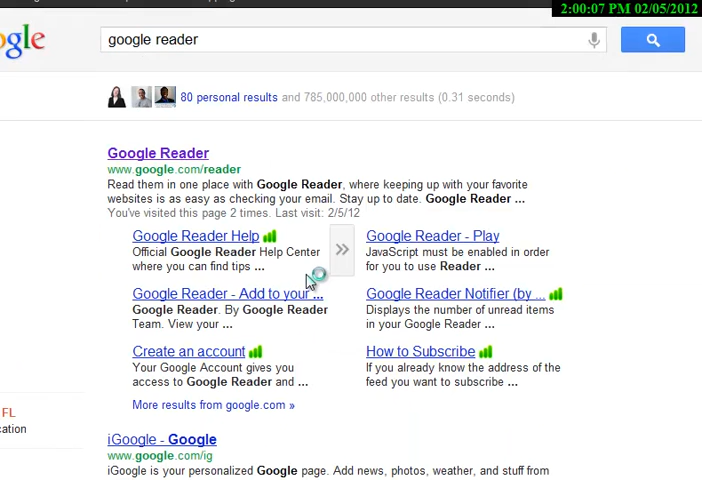 2:00:07 PM 02/05/2012
ogle
google reader
80 personal results and 785,000,000 other results (0.31 seconds)
Google Reader
www.google.com/reader
Read them in one place with Google Reader, where keeping up with your favorite
websites is as easy as checking your email. Stay up to date. Google Reader ...
You've visited this page 2 times. Last visit: 2/5/12
Google Reader Help
Official Google Reader Help Center
where you can find tips ...
»
Google Reader - Play
JavaScript must be enabled in order
for you to use Reader ...
Google Reader - Add to your ...
Google Reader. By Google Reader
Team. View your ...
Google Reader Notifier (by ...
Displays the number of unread items
in your Google Reader ...
Create an account
Your Google Account gives you
access to Google Reader and ...
How to Subscribe
If you already know the address of the
feed you want to subscribe ...
More results from google.com »
FL
cation
iGoogle - Google
www.google.com/ig
iGoogle is your personalized Google page. Add news, photos, weather, and stuff from